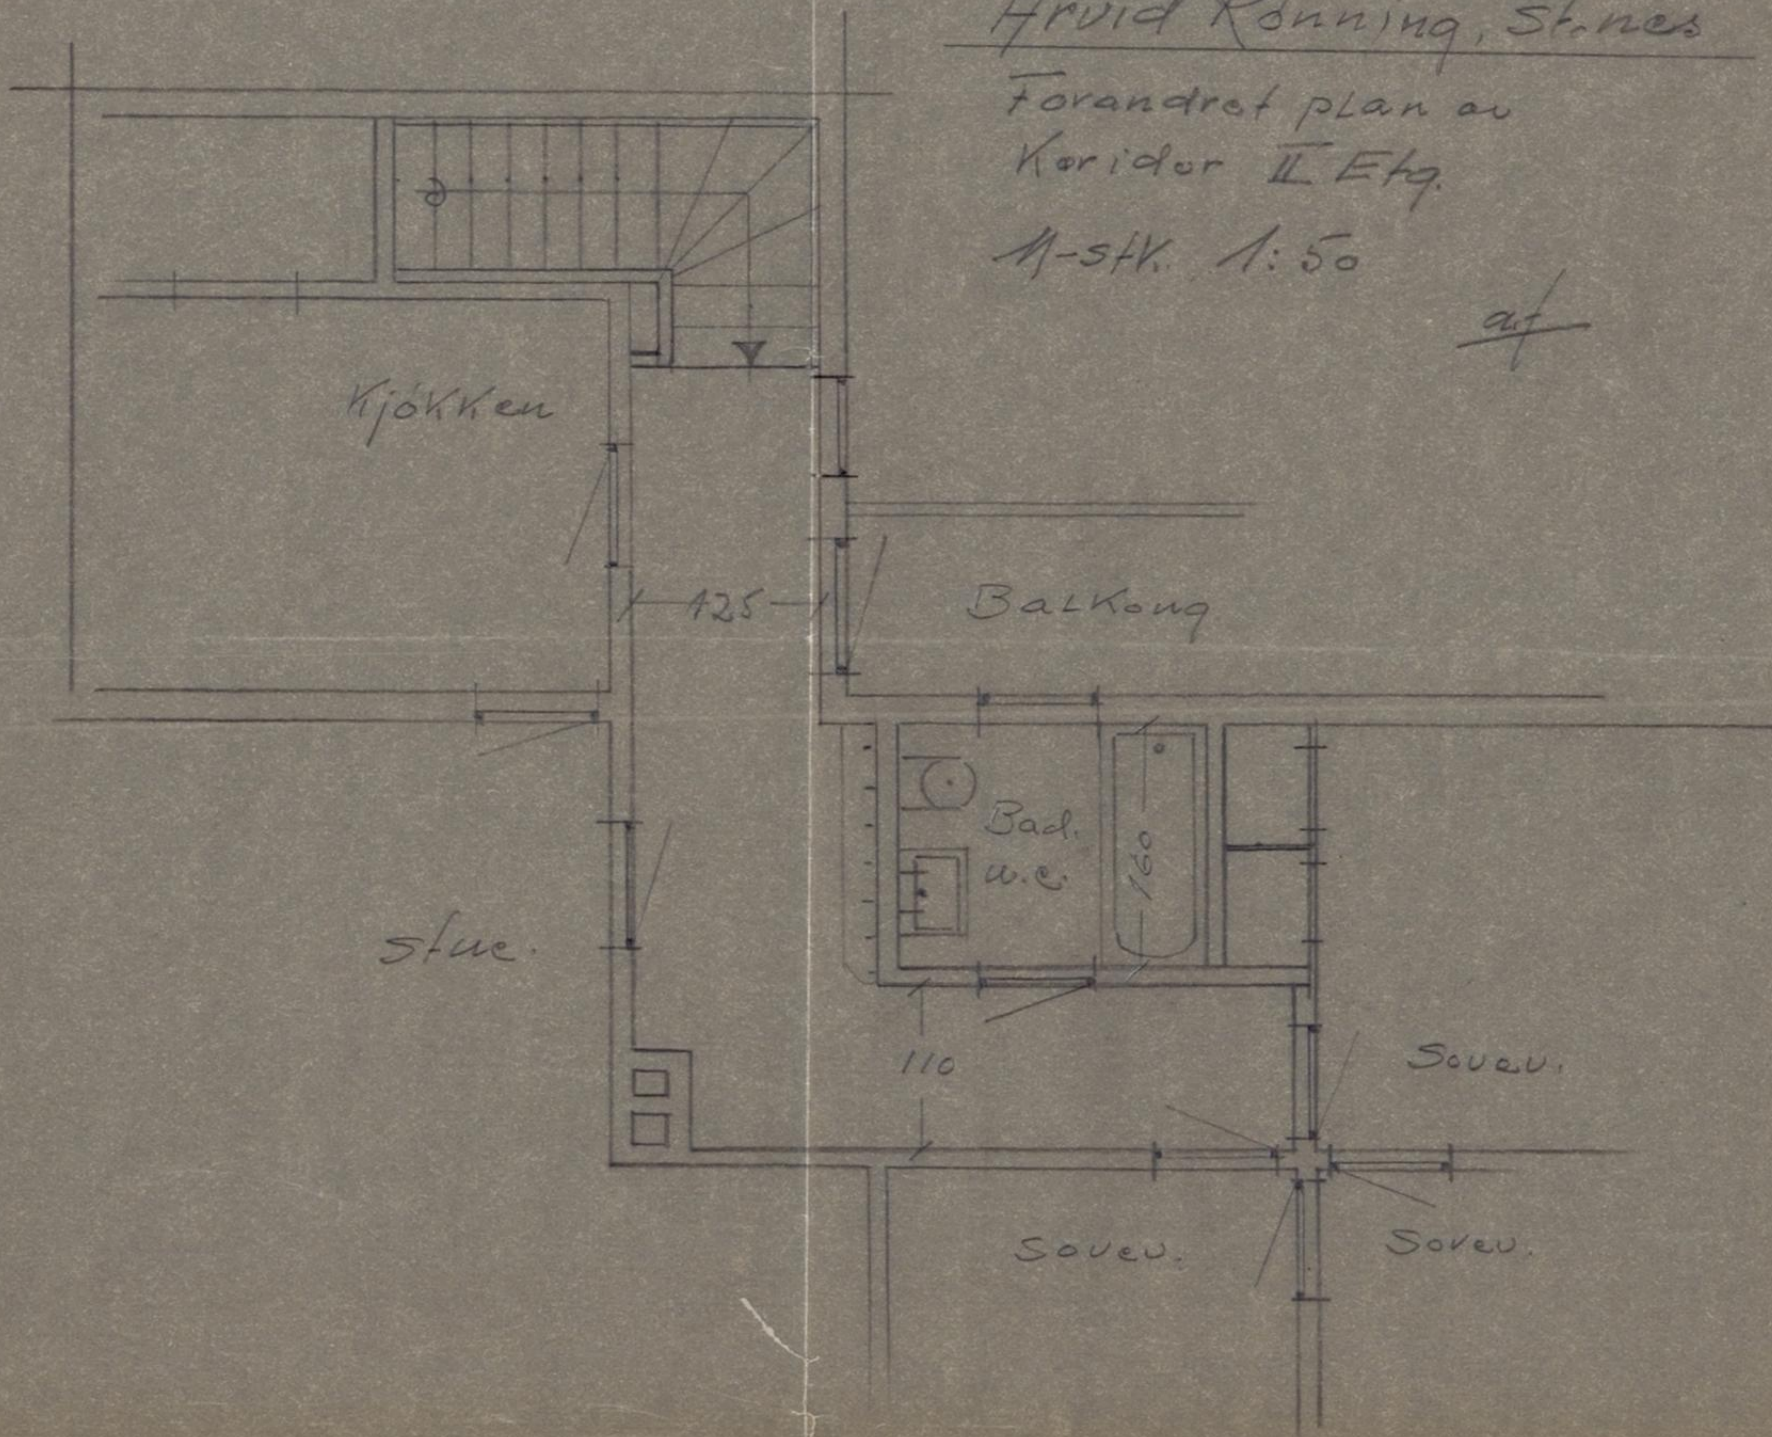 Arvid Rønning, St.nes
Forandret plan av
Koridor II Etg.
M-stk. 1:50
Kjøkken
125
Balkong
Bad.
w.c.
160
Stue.
110
Sovev.
Sovev.
Sovev.